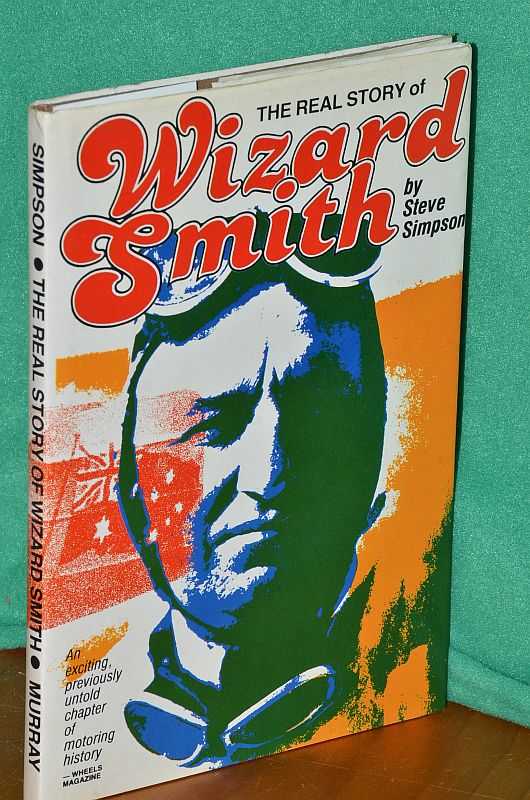 THE REAL STORY of
Wizard
Smith
by
Steve
Simpson
An
exciting,
previously
untold
chapter
of
motoring
history
—WHEELS
MAGAZINE
SIMPSON • THE REAL STORY OF WIZARD SMITH • MURRAY